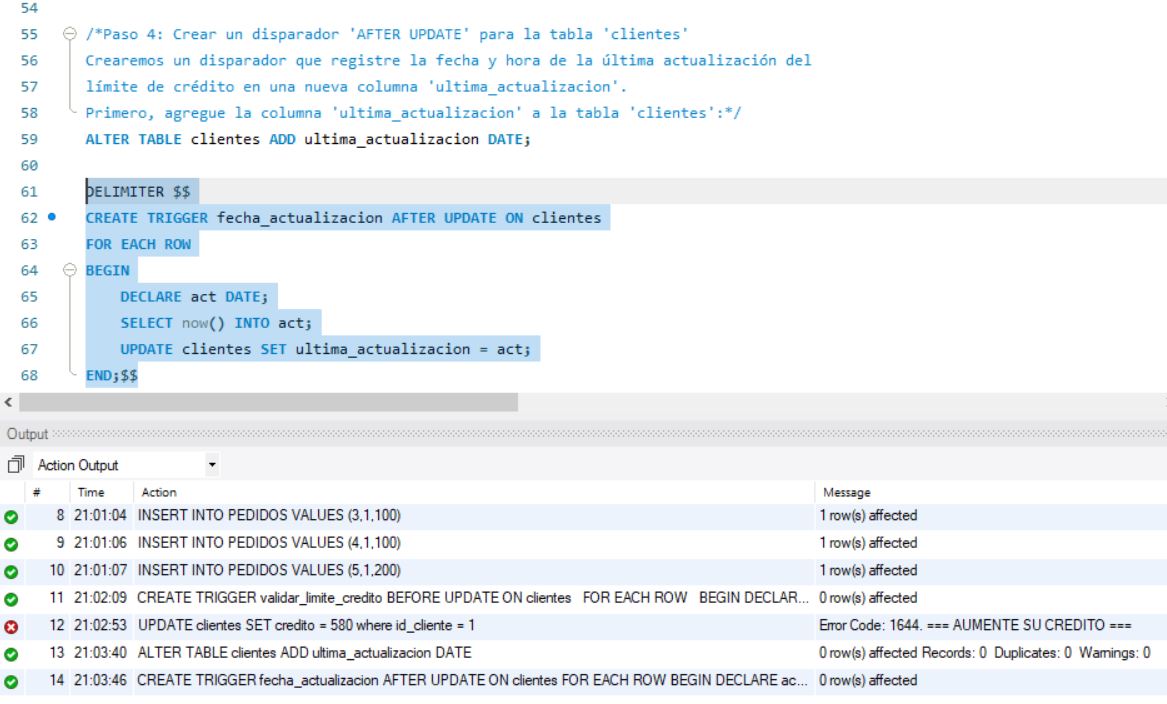 54
55 /*Paso 4: Crear un disparador 'AFTER UPDATE' para la tabla 'clientes'
56 Crearemos un disparador que registre la fecha y hora de la última actualización del
57 límite de crédito en una nueva columna 'ultima_actualizacion'.
58 Primero, agregue la columna 'ultima_actualizacion' a la tabla 'clientes':*/
59 ALTER TABLE clientes ADD ultima_actualizacion DATE;
60
61 DELIMITER $$
62 CREATE TRIGGER fecha_actualizacion AFTER UPDATE ON clientes
63 FOR EACH ROW
64 BEGIN
65 DECLARE act DATE;
66 SELECT now() INTO act;
67 UPDATE clientes SET ultima_actualizacion = act;
68 END;$$
Output
Action Output
# Time Action Message
8 21:01:04 INSERT INTO PEDIDOS VALUES (3,1,100) 1 row(s) affected
9 21:01:06 INSERT INTO PEDIDOS VALUES (4,1,100) 1 row(s) affected
10 21:01:07 INSERT INTO PEDIDOS VALUES (5,1,200) 1 row(s) affected
11 21:02:09 CREATE TRIGGER validar_limite_credito BEFORE UPDATE ON clientes FOR EACH ROW BEGIN DECLAR... 0 row(s) affected
12 21:02:53 UPDATE clientes SET credito = 580 where id_cliente = 1 Error Code: 1644. === AUMENTE SU CREDITO ===
13 21:03:40 ALTER TABLE clientes ADD ultima_actualizacion DATE 0 row(s) affected Records: 0 Duplicates: 0 Warnings: 0
14 21:03:46 CREATE TRIGGER fecha_actualizacion AFTER UPDATE ON clientes FOR EACH ROW BEGIN DECLARE ac... 0 row(s) affected